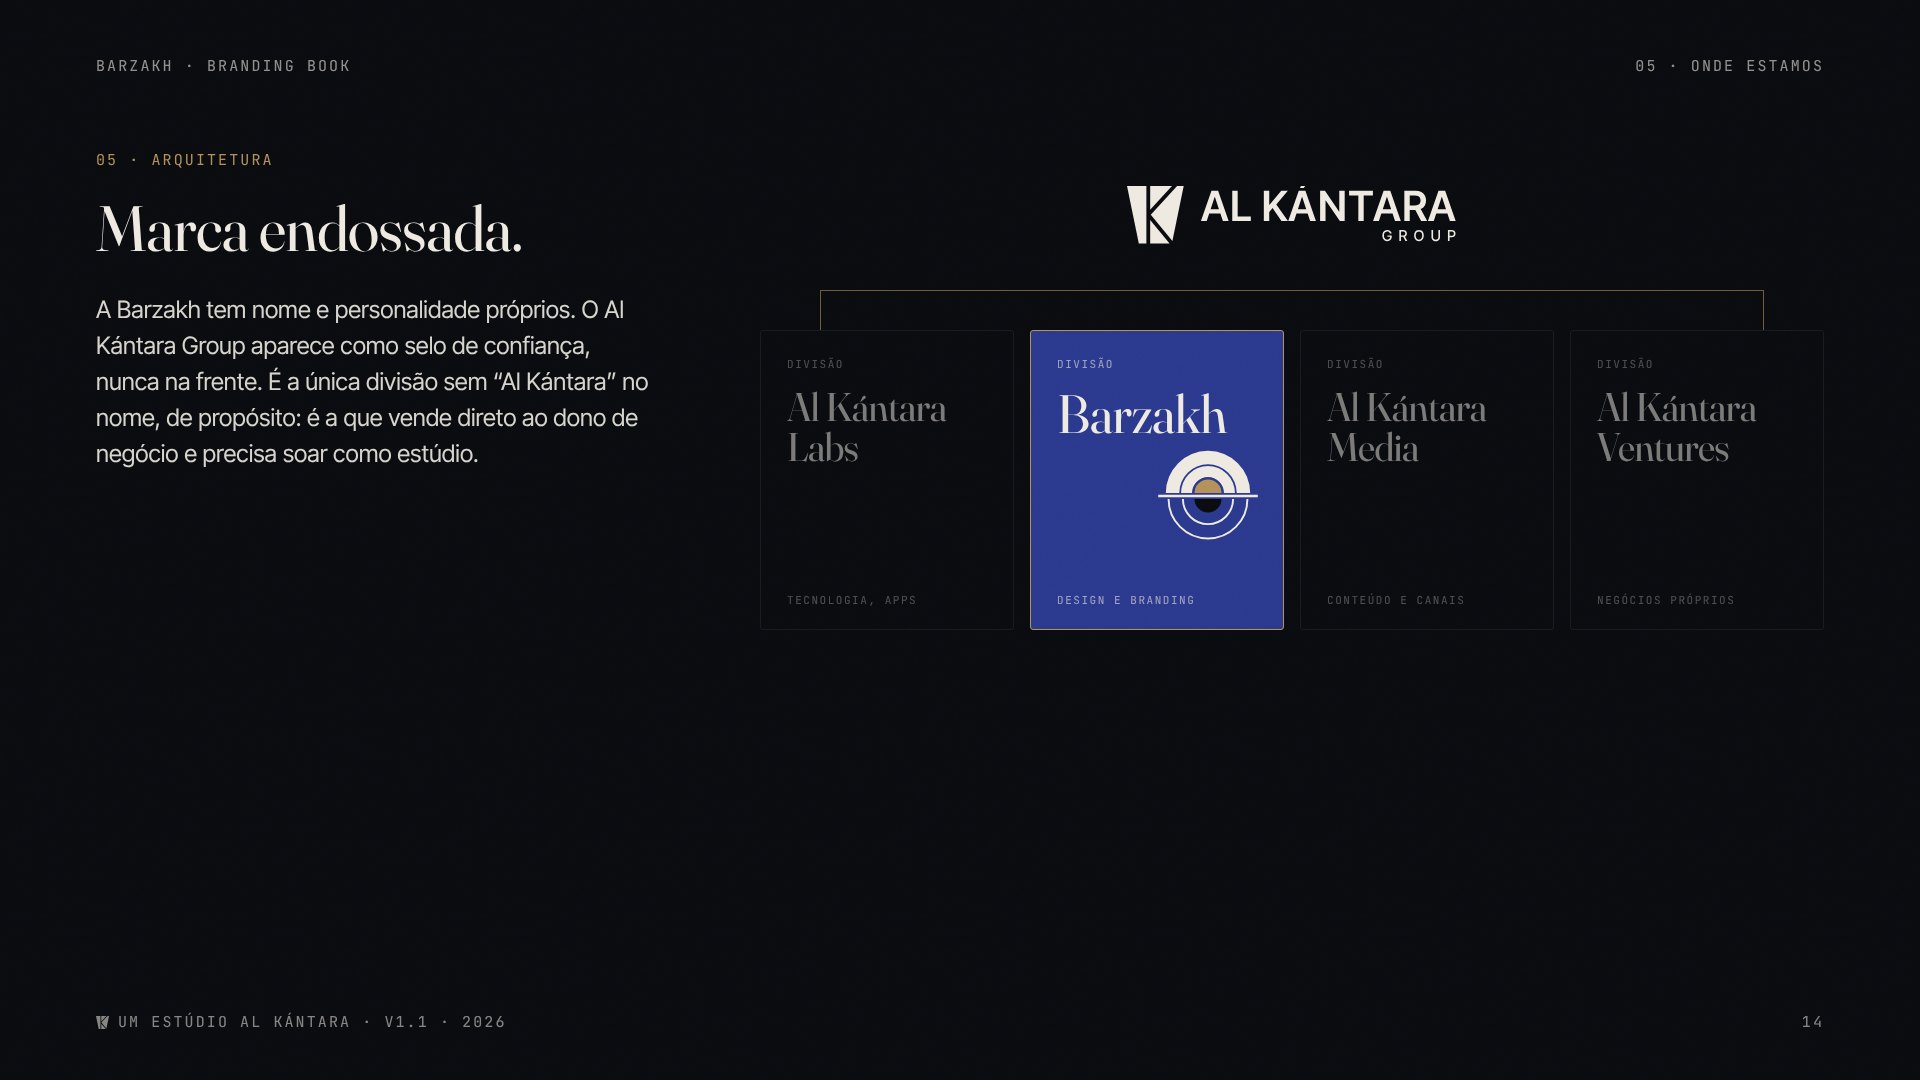 BARZAKH · BRANDING BOOK
05 · ONDE ESTAMOS
05 · ARQUITETURA
Marca endossada.
A Barzakh tem nome e personalidade próprios. O Al
Kántara Group aparece como selo de confiança,
nunca na frente. É a única divisão sem “Al Kántara” no
nome, de propósito: é a que vende direto ao dono de
negócio e precisa soar como estúdio.
AL KÁNTARA
GROUP
DIVISÃO
Al Kántara
Labs
TECNOLOGIA, APPS
DIVISÃO
Barzakh
DESIGN E BRANDING
DIVISÃO
Al Kántara
Media
CONTEÚDO E CANAIS
DIVISÃO
Al Kántara
Ventures
NEGÓCIOS PRÓPRIOS
UM ESTÚDIO AL KÁNTARA · V1.1 · 2026
14